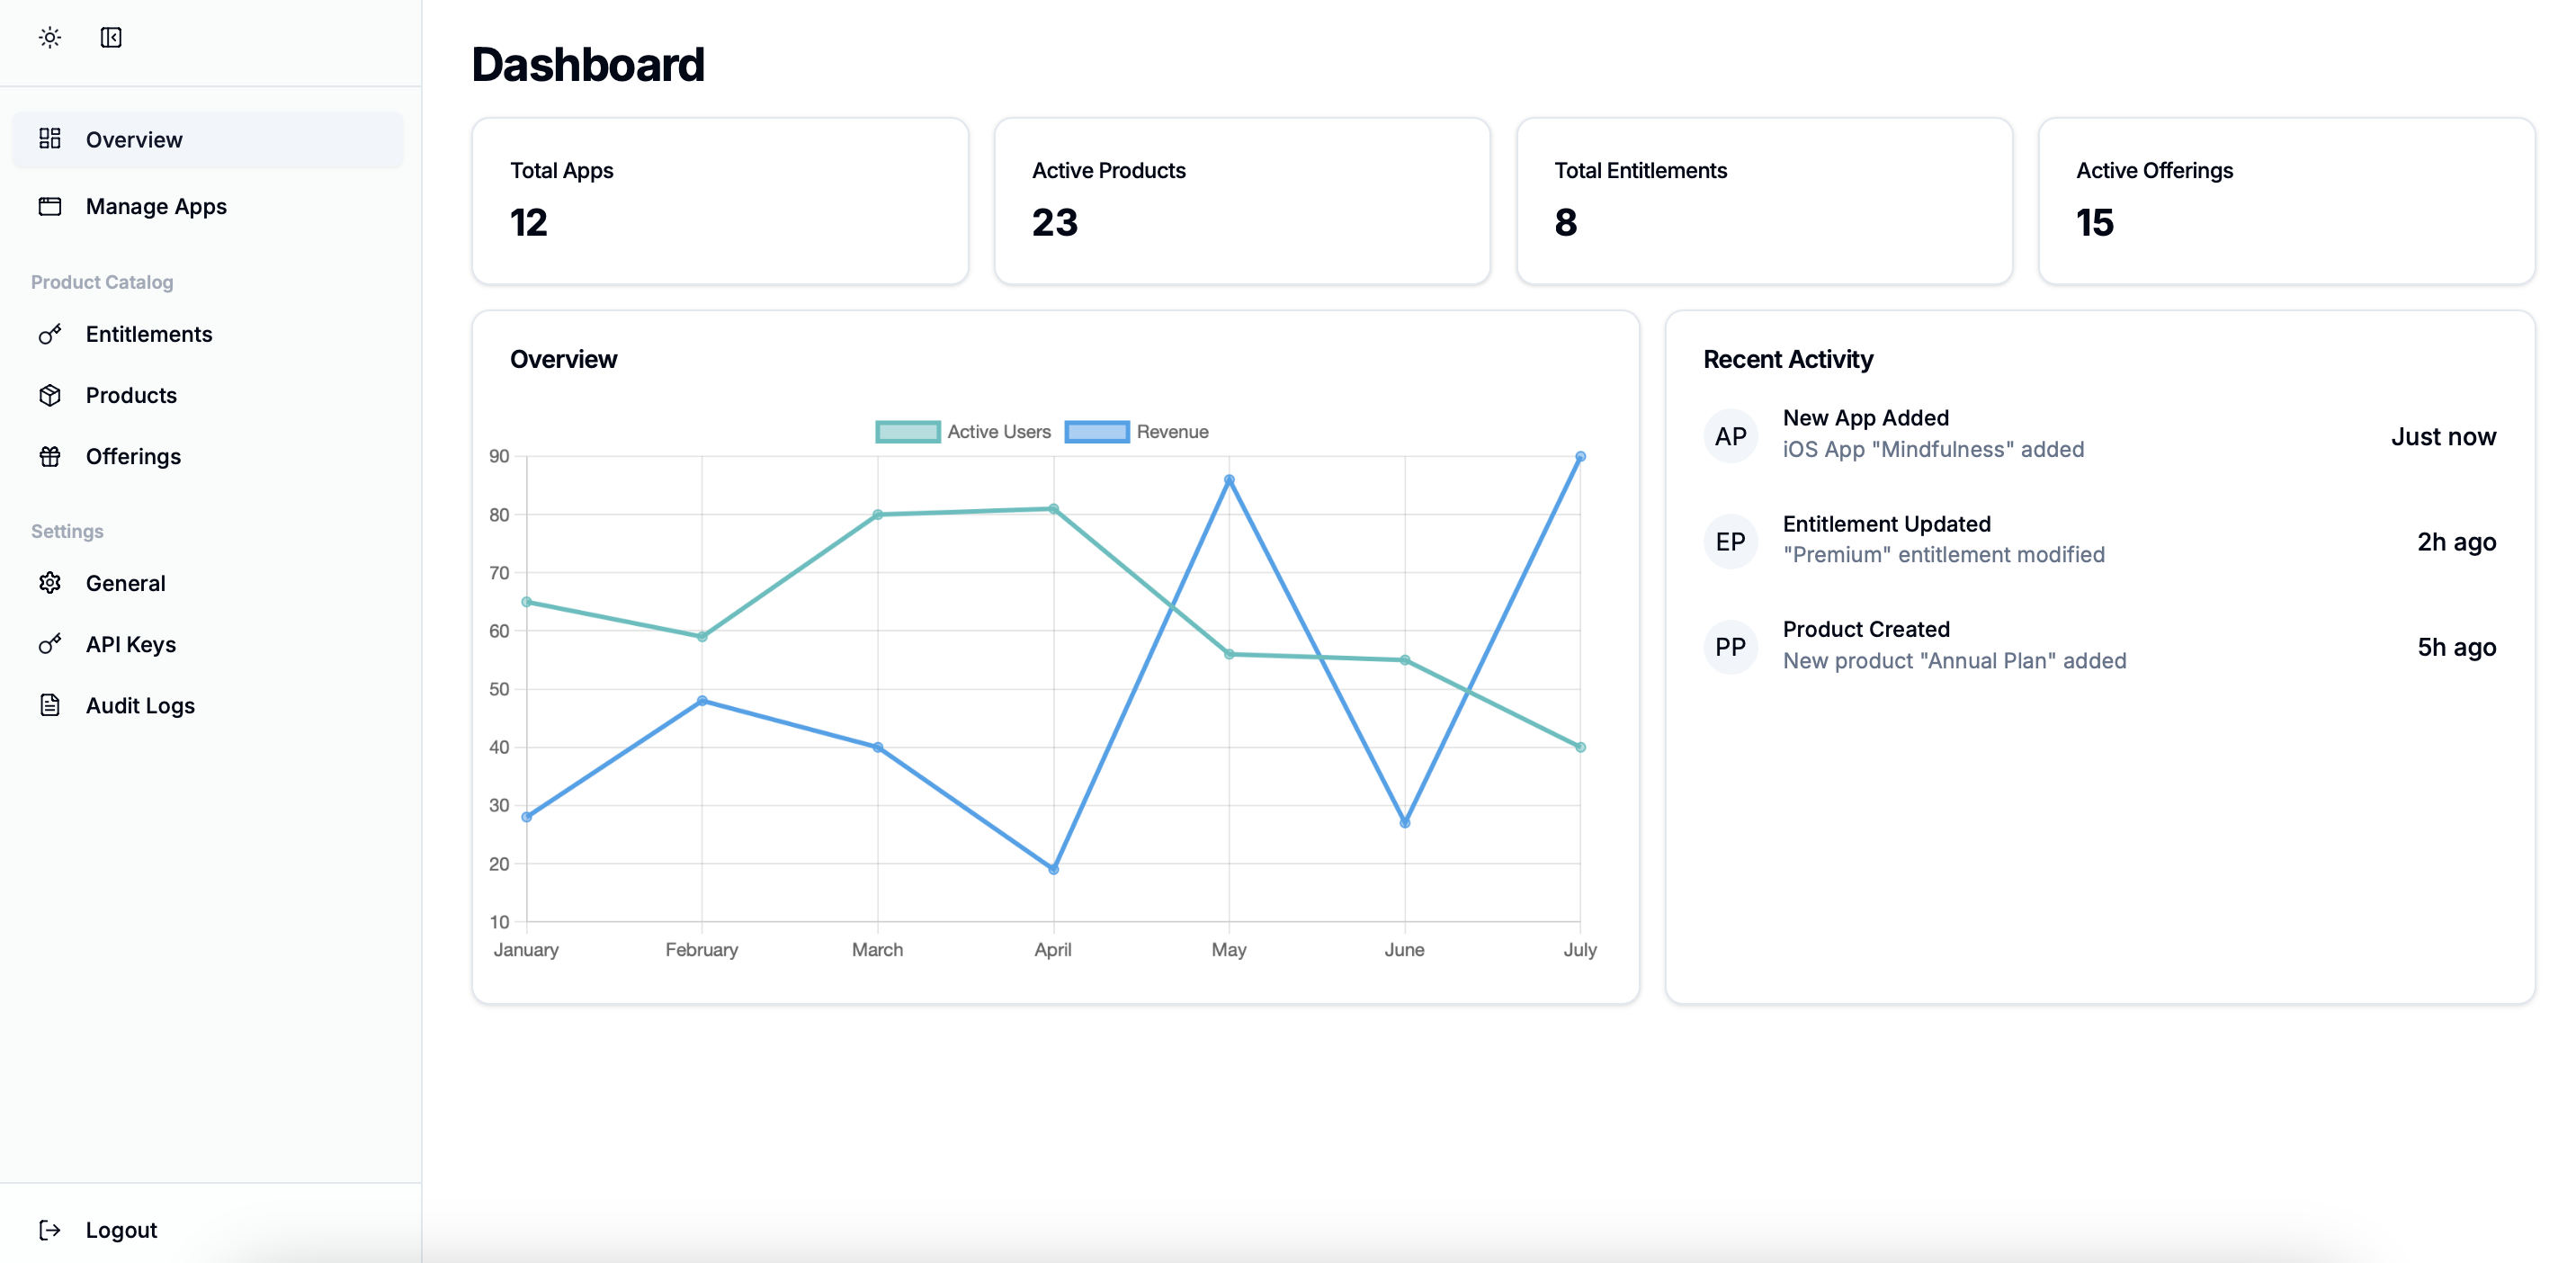 Overview
Manage Apps
Product Catalog
Entitlements
Products
Offerings
Settings
General
API Keys
Audit Logs
Logout
Dashboard
Total Apps
12
Active Products
23
Total Entitlements
8
Active Offerings
15
Overview
Active Users Revenue
90
80
70
60
50
40
30
20
10
January February March April May June July
Recent Activity
AP
New App Added
iOS App "Mindfulness" added
Just now
EP
Entitlement Updated
"Premium" entitlement modified
2h ago
PP
Product Created
New product "Annual Plan" added
5h ago